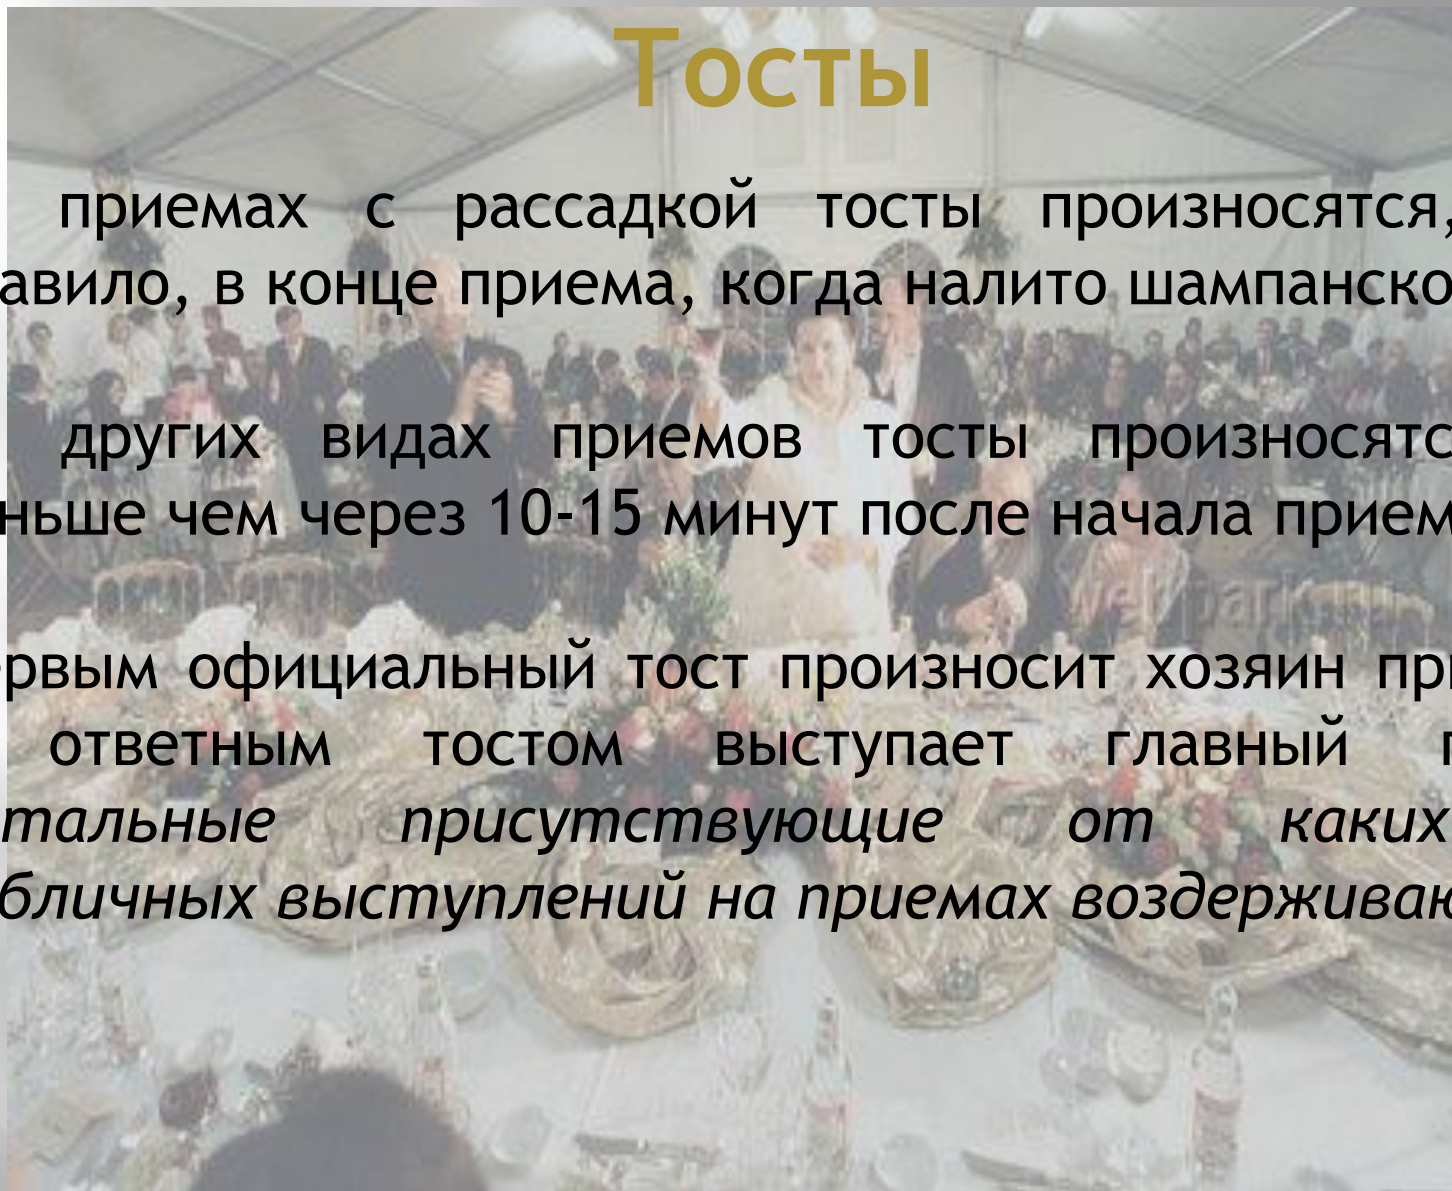 Тосты
приемах с рассадкой тосты произносятся,
авило, в конце приема, когда налито шампанско
других видах приемов тосты произносятс
ньше чем через 10-15 минут после начала прием
рвым официальный тост произносит хозяин при
ответным тостом выступает главный г
тальные присутствующие от каких
бличных выступлений на приемах воздерживаю